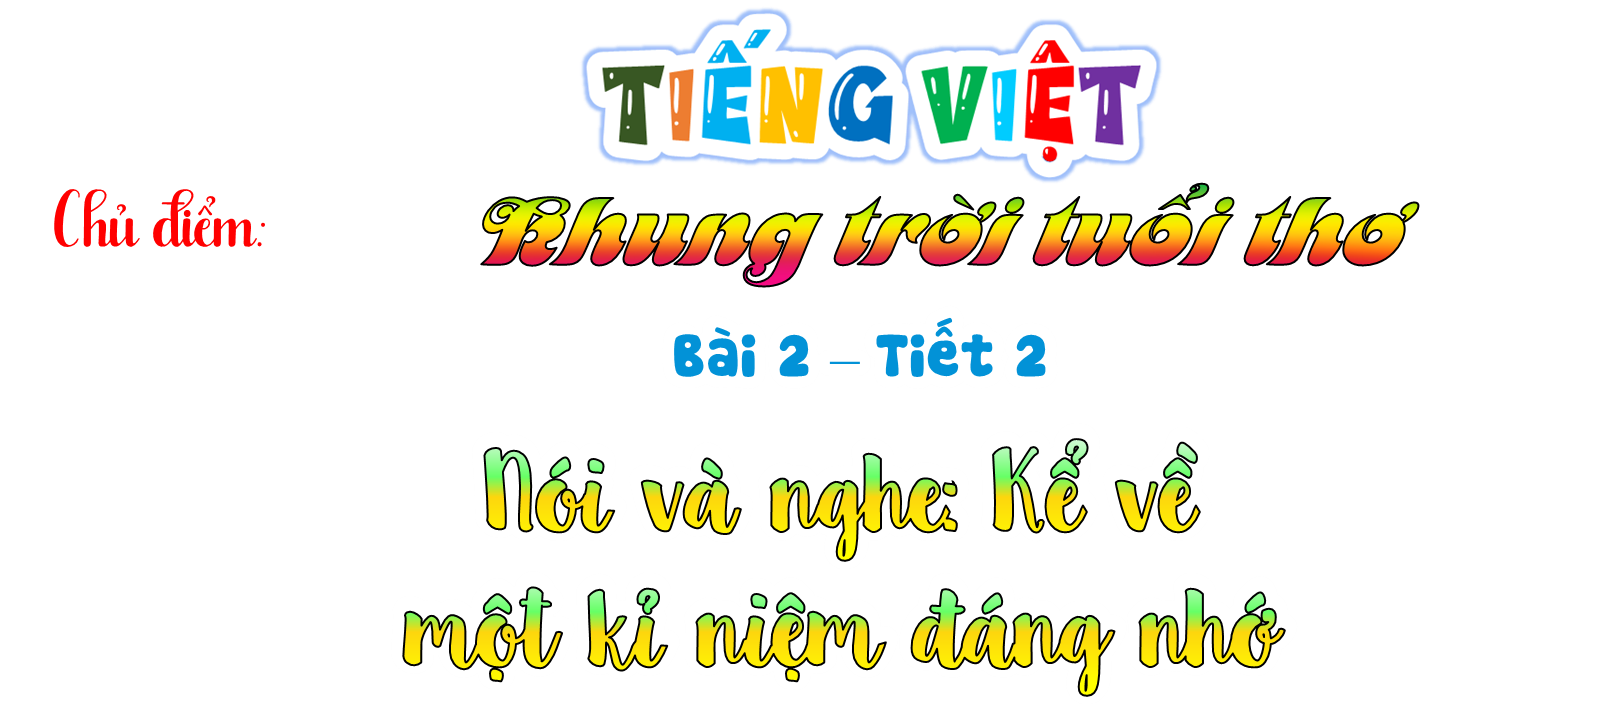 TIẾNG VIỆT
Chủ điểm: Khung trời tuổi thơ
Bài 2 – Tiết 2
Nói và nghe: Kể về
một kỉ niệm đáng nhớ